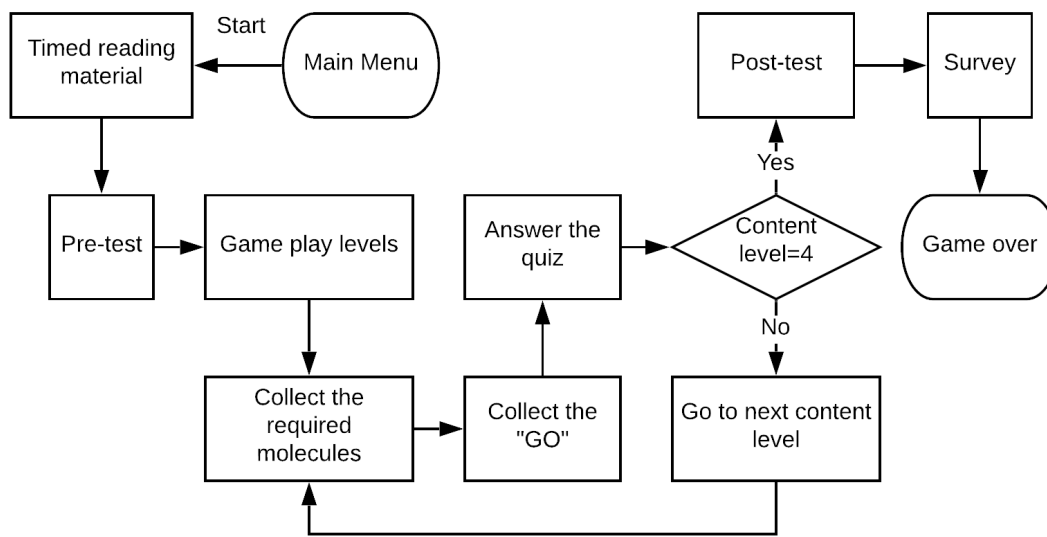 Start
Timed reading
material
Main Menu
Post-test
Survey
Yes
Pre-test
Game play levels
Answer the
quiz
Content
level=4
Game over
No
Collect the
required
molecules
Collect the
"GO"
Go to next content
level